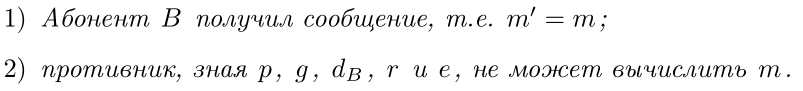 1) Абонент B получил сообщение, т.е. m′ = m;
2) противник, зная p, g, d_B, r и e, не может вычислить m.